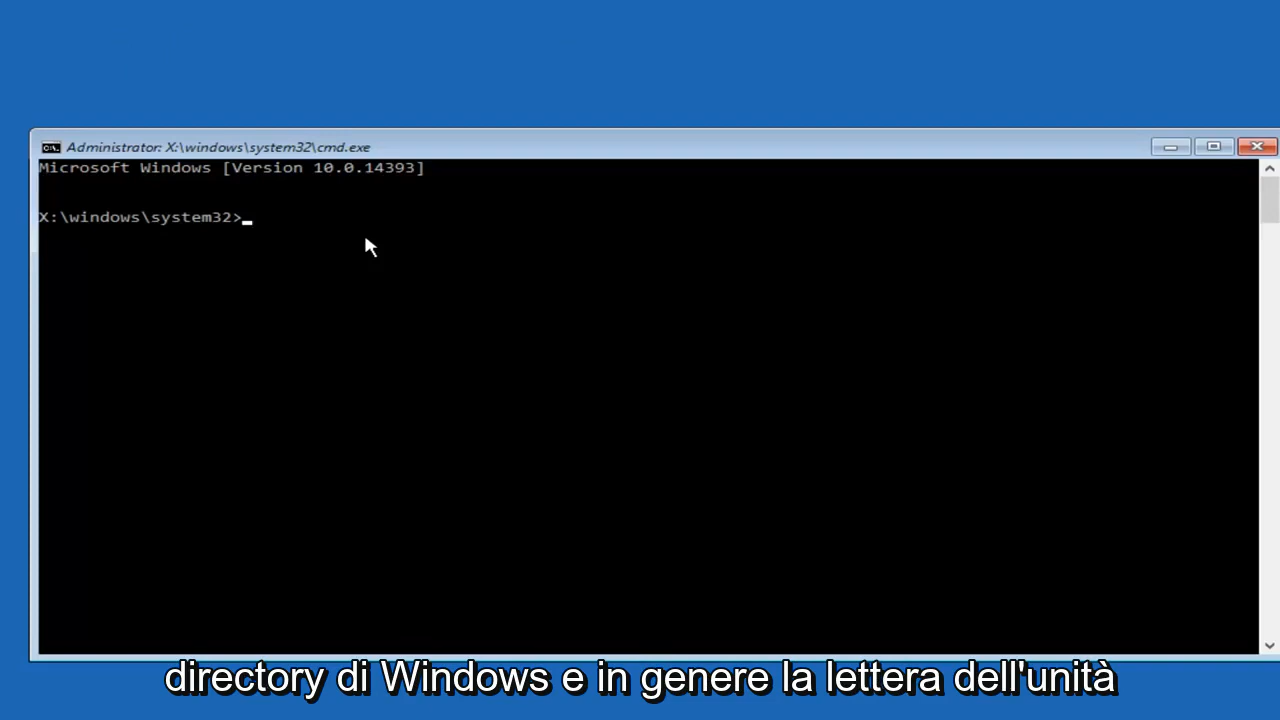 Administrator: X:\windows\system32\cmd.exe
Microsoft Windows [Version 10.0.14393]
X:\windows\system32>
directory di Windows e in genere la lettera dell'unità